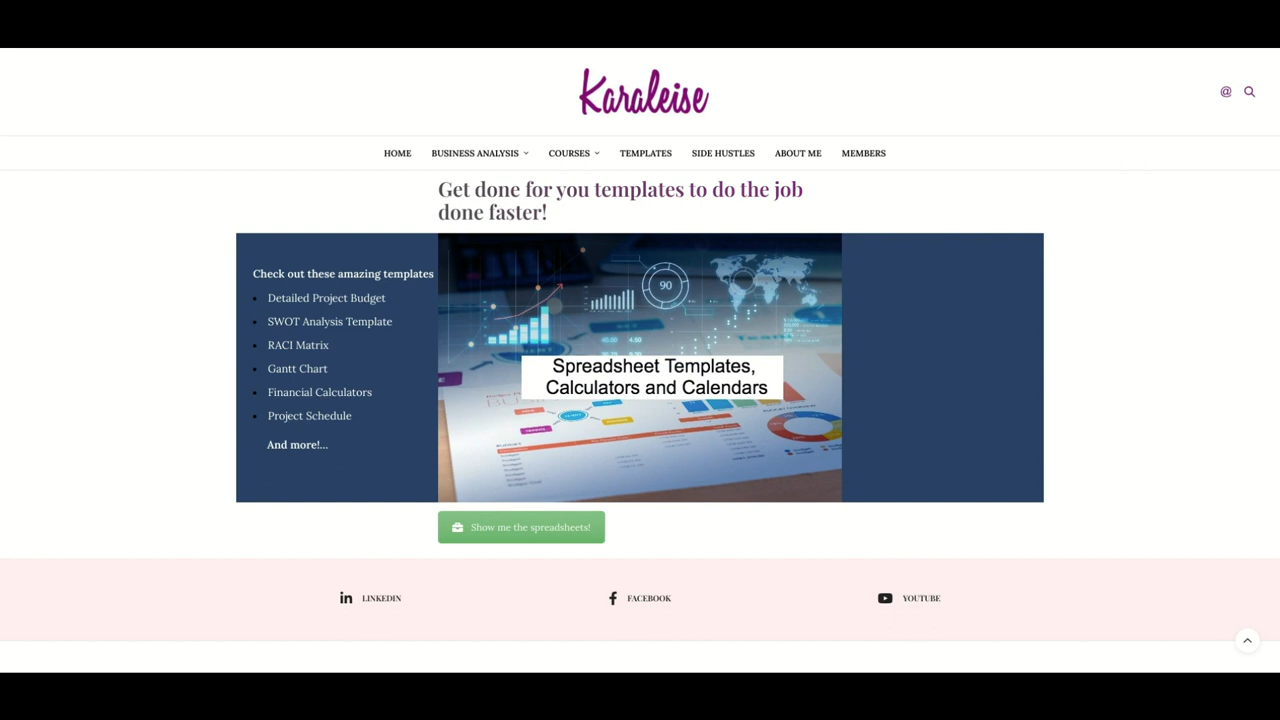 Karaleise
@
HOME BUSINESS ANALYSIS COURSES TEMPLATES SIDE HUSTLES ABOUT ME MEMBERS
Get done for you templates to do the job
done faster!
Check out these amazing templates
Detailed Project Budget
SWOT Analysis Template
RACI Matrix
Gantt Chart
Financial Calculators
Project Schedule
And more!...
90
Spreadsheet Templates,
Calculators and Calendars
Show me the spreadsheets!
LINKEDIN FACEBOOK YOUTUBE